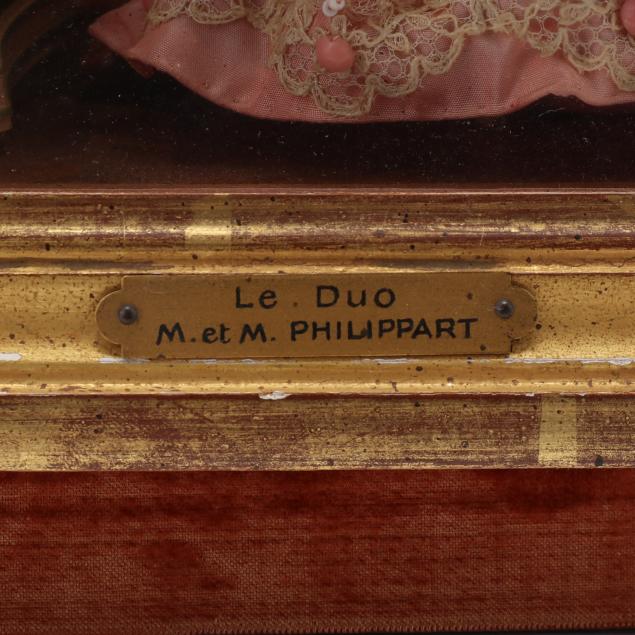 Le . Duo
M. et M. PHILIPPART